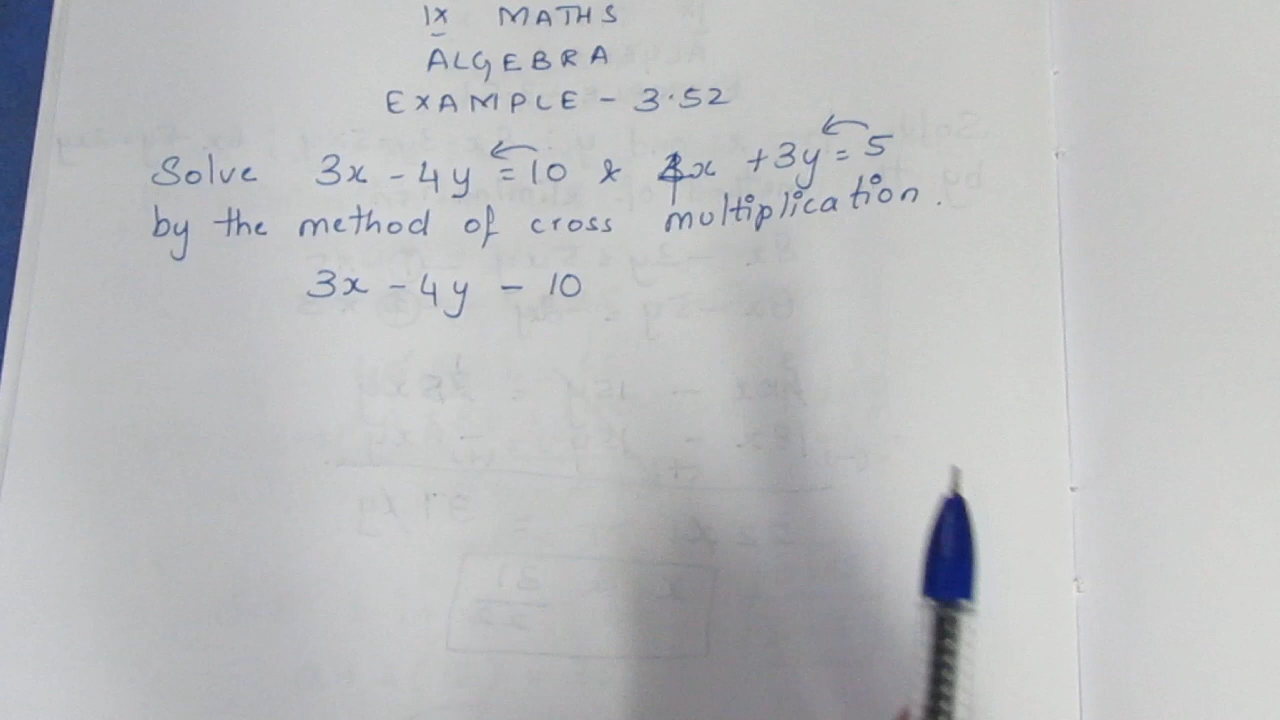 IX MATHS
ALGEBRA
EXAMPLE - 3.52
Solve 3x - 4y = 10 & 4x + 3y = 5
by the method of cross multiplication.
3x - 4y - 10